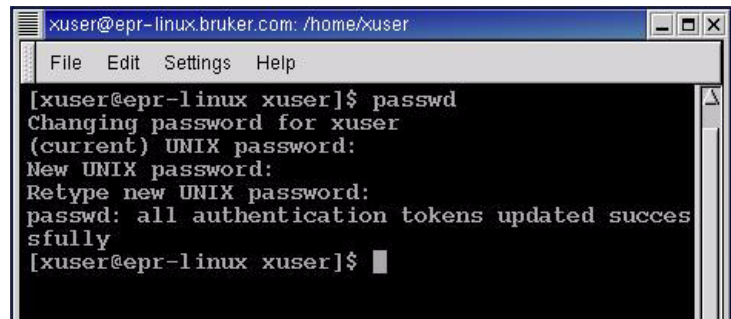 xuser@epr-linux.bruker.com: /home/xuser
File Edit Settings Help
[xuser@epr-linux xuser]$ passwd
Changing password for xuser
(current) UNIX password:
New UNIX password:
Retype new UNIX password:
passwd: all authentication tokens updated succes
sfully
[xuser@epr-linux xuser]$